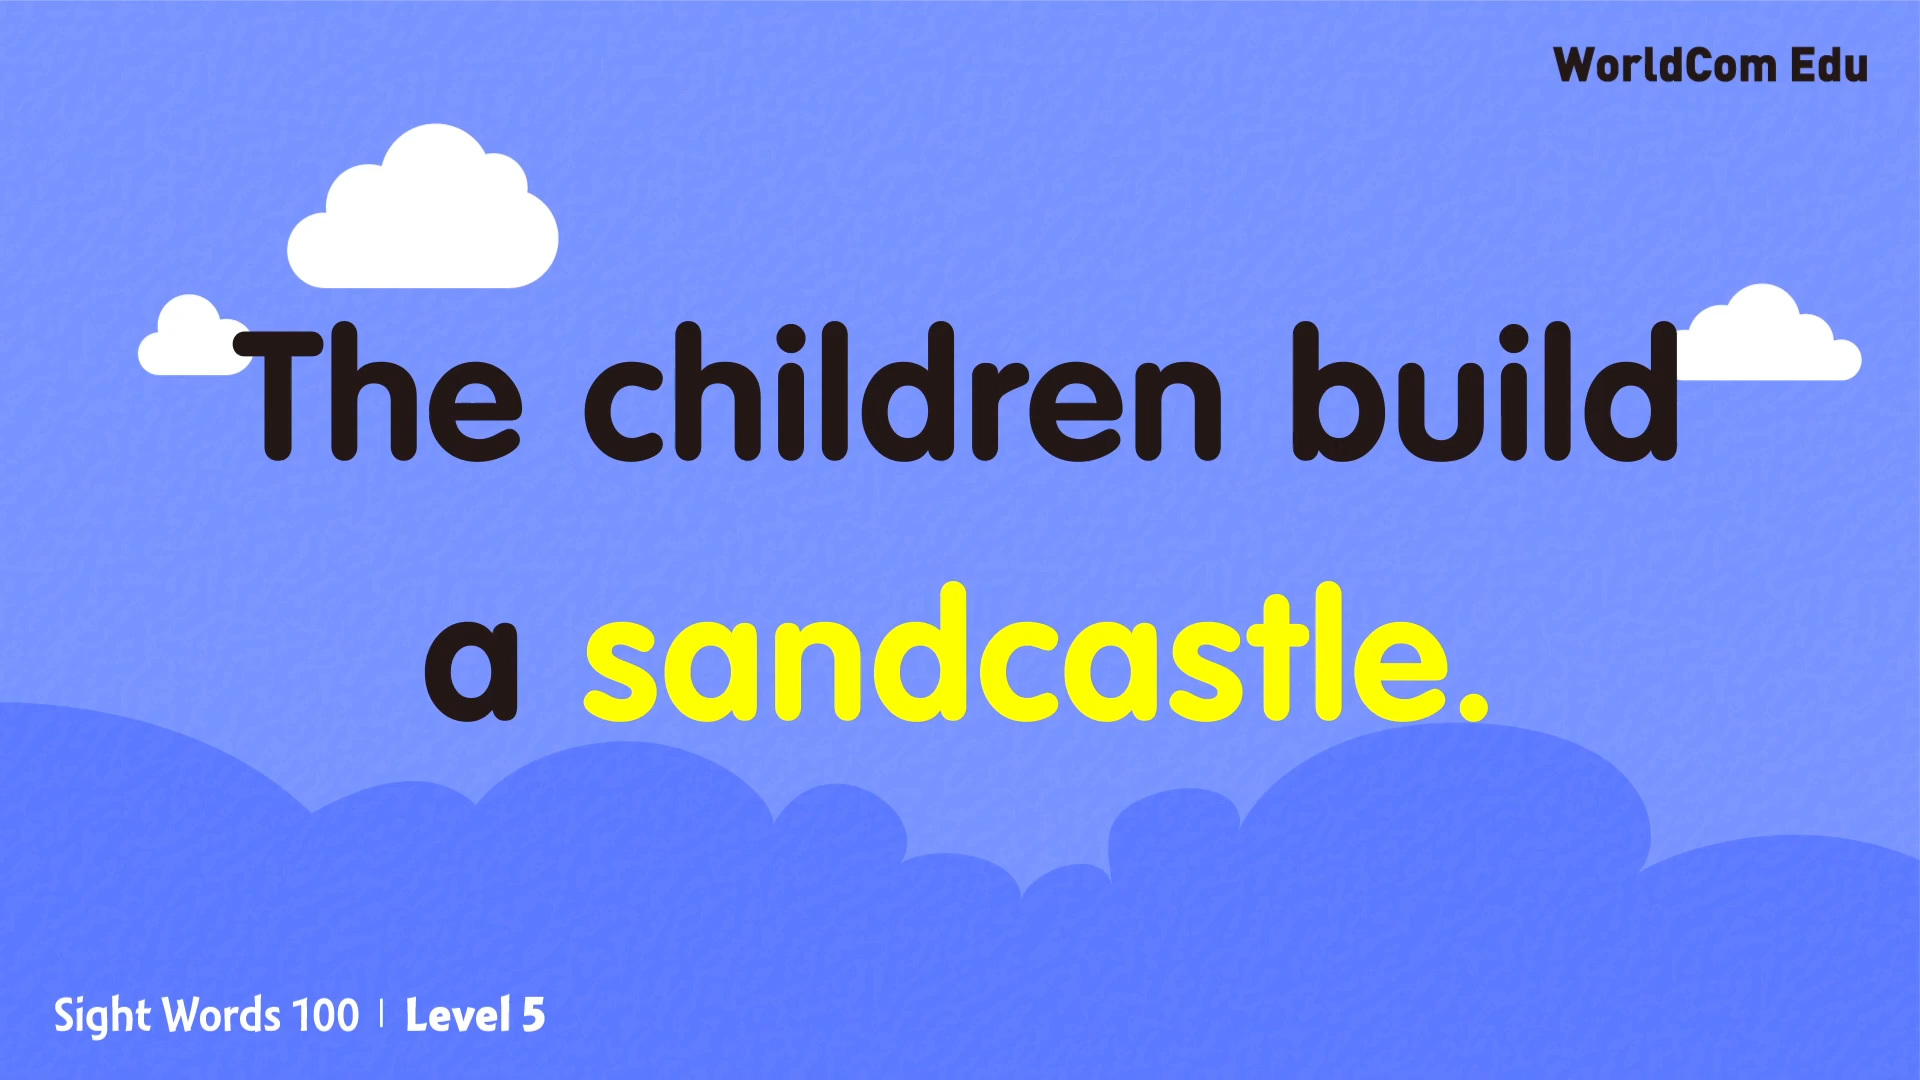 WorldCom Edu
The children build
a sandcastle.
Sight Words 100 | Level 5